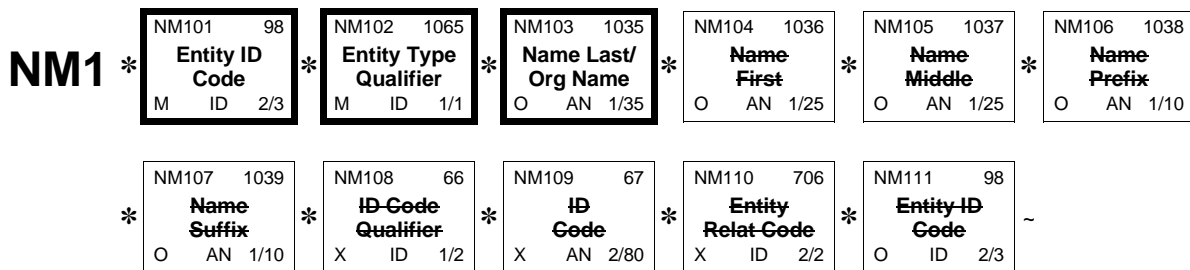 NM101 98 NM102 1065 NM103 1035 NM104 1036 NM105 1037 NM106 1038
NM1 * Entity ID Code * Entity Type Qualifier * Name Last/ Org Name * Name First * Name Middle * Name Prefix
M ID 2/3 M ID 1/1 O AN 1/35 O AN 1/25 O AN 1/25 O AN 1/10
NM107 1039 NM108 66 NM109 67 NM110 706 NM111 98
* Name Suffix * ID Code Qualifier * ID Code * Entity Relat Code * Entity ID Code ~
O AN 1/10 X ID 1/2 X AN 2/80 X ID 2/2 O ID 2/3